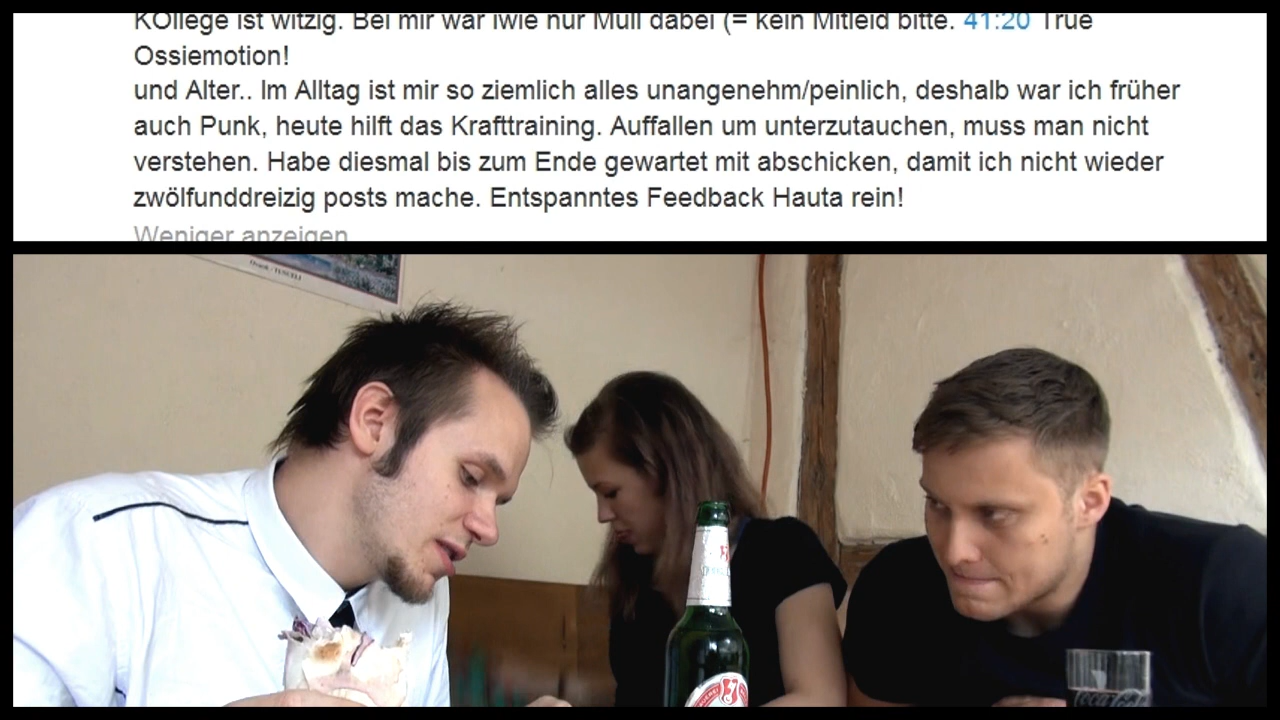 KOllege ist witzig. Bei mir war iwie nur Müll dabei (= kein Mitleid bitte. 41:20 True
Ossiemotion!
und Alter.. Im Alltag ist mir so ziemlich alles unangenehm/peinlich, deshalb war ich früher
auch Punk, heute hilft das Krafttraining. Auffallen um unterzutauchen, muss man nicht
verstehen. Habe diesmal bis zum Ende gewartet mit abschicken, damit ich nicht wieder
zwölfunddreizig posts mache. Entspanntes Feedback Hauta rein!
Weniger anzeigen
Coca-Cola